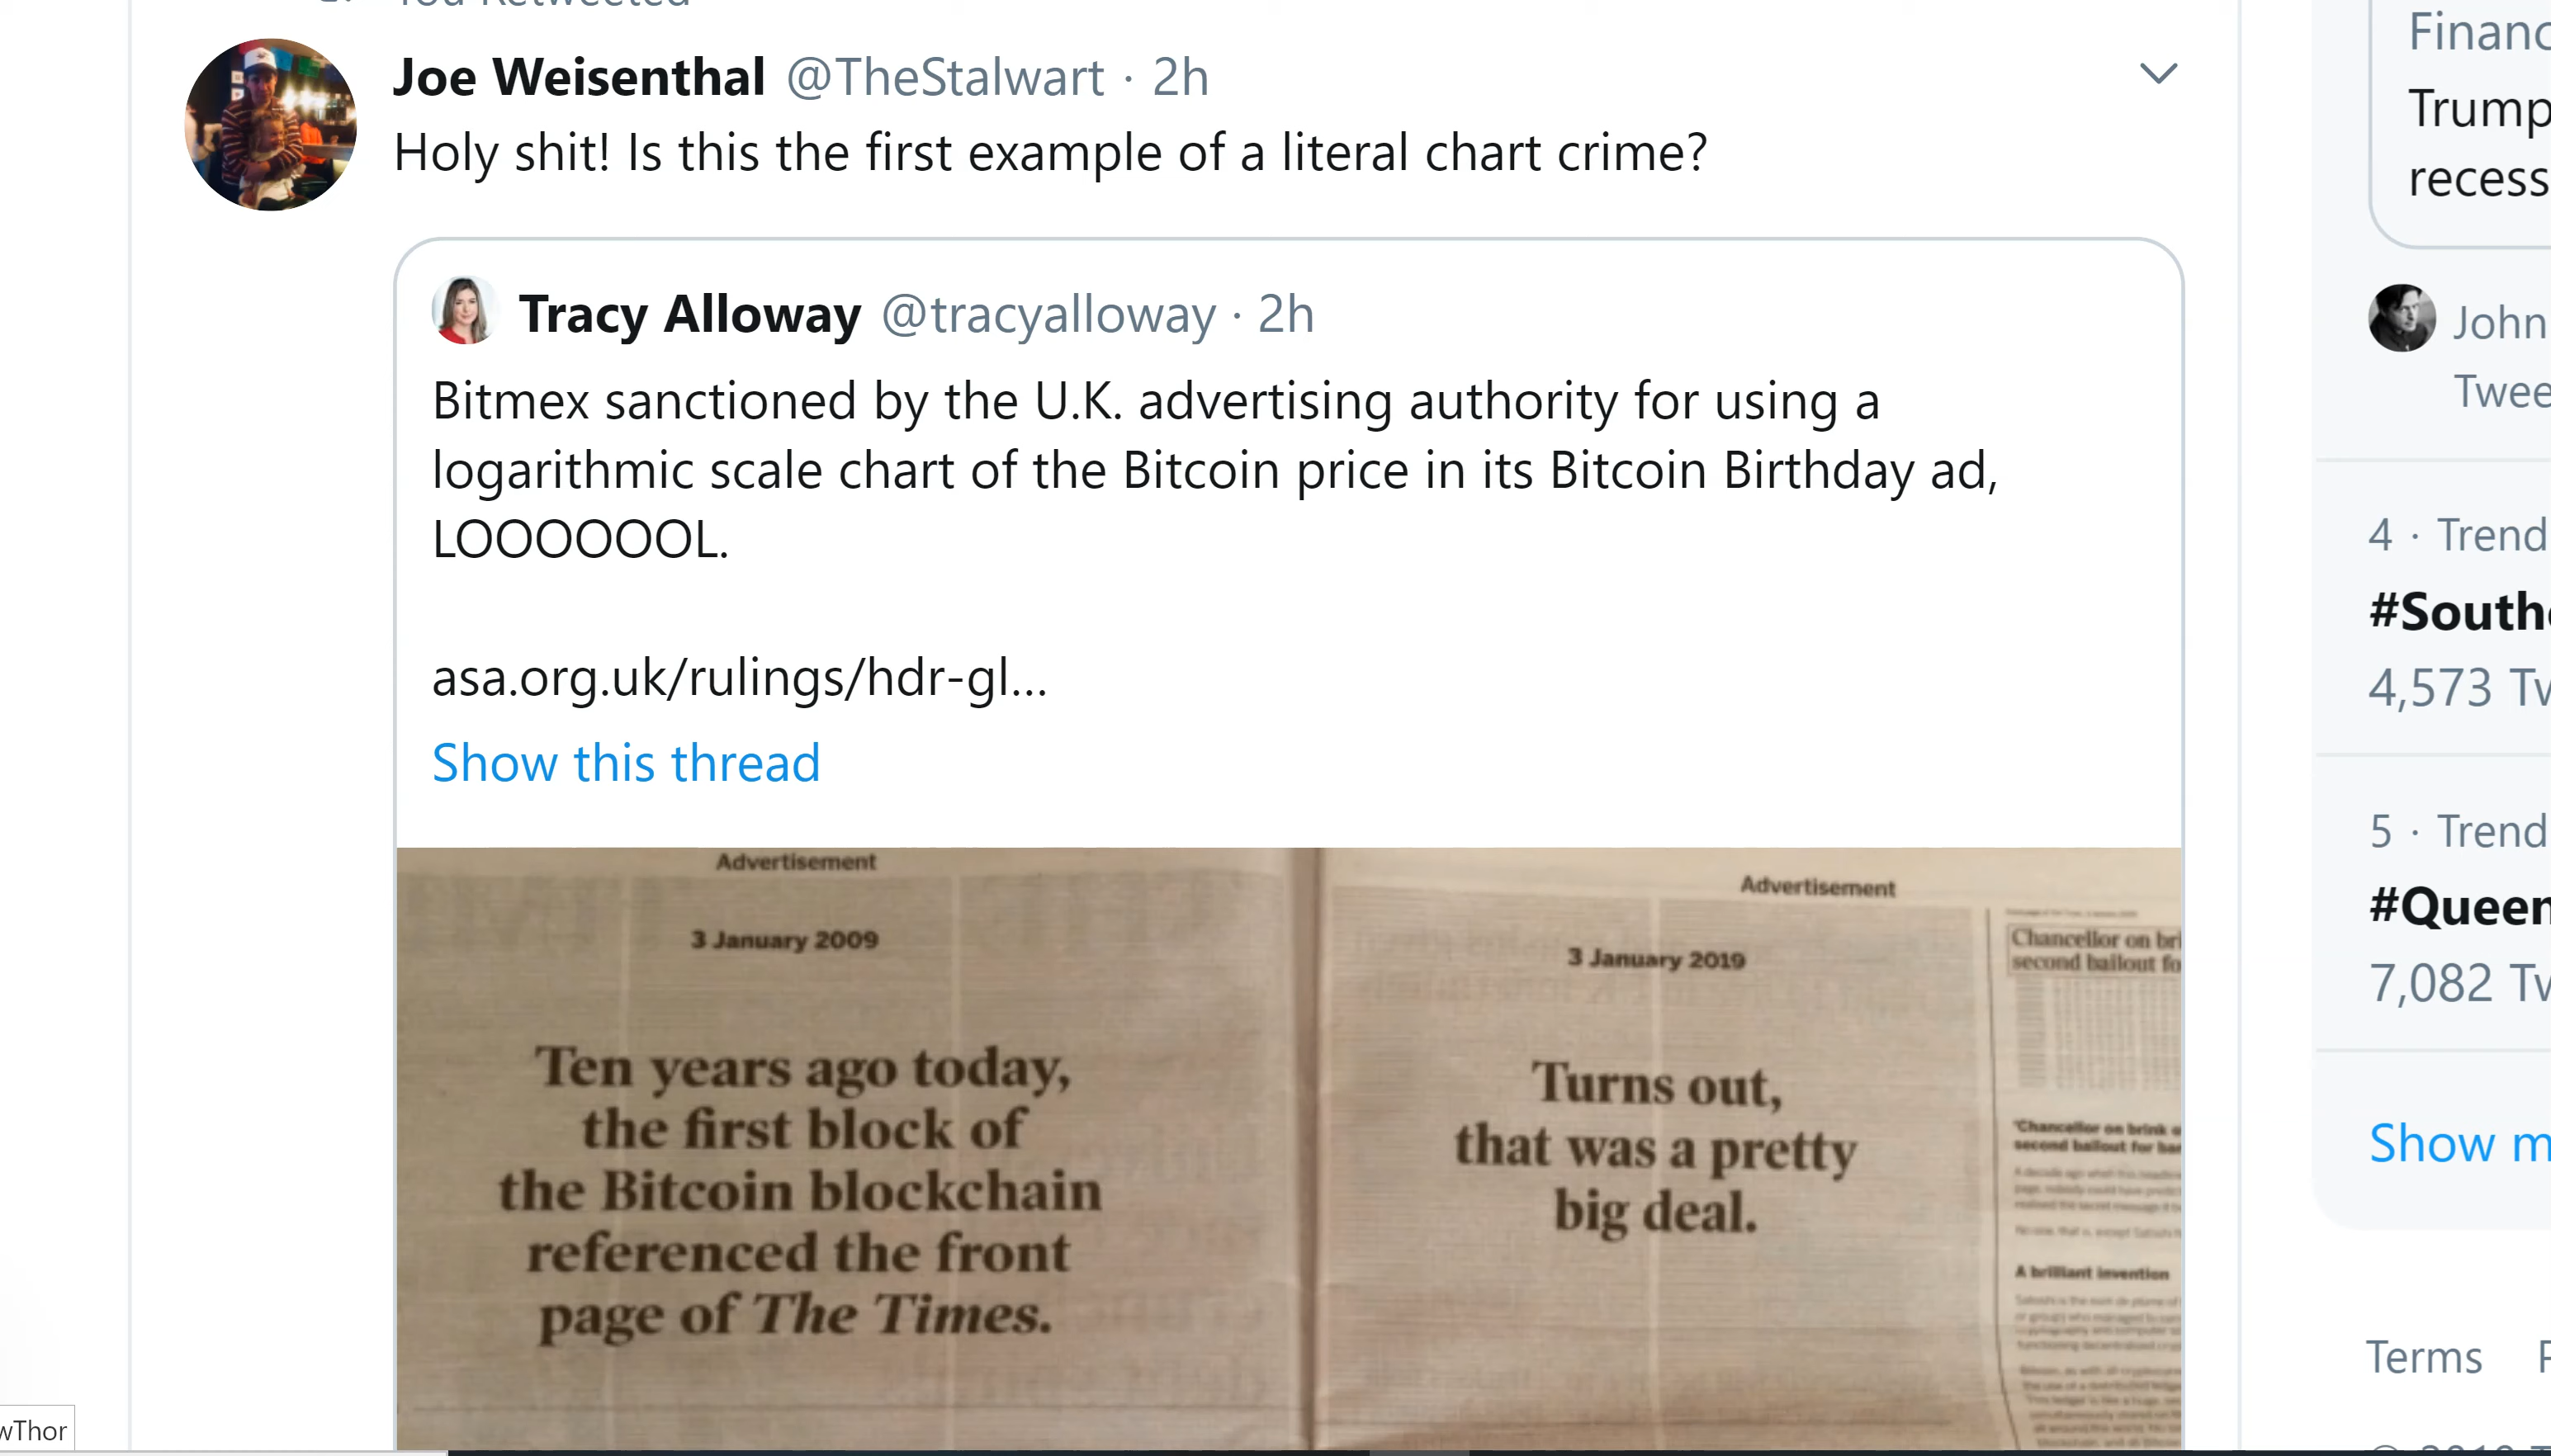 You Retweeted
Joe Weisenthal @TheStalwart · 2h
Holy shit! Is this the first example of a literal chart crime?
Tracy Alloway @tracyalloway · 2h
Bitmex sanctioned by the U.K. advertising authority for using a
logarithmic scale chart of the Bitcoin price in its Bitcoin Birthday ad,
LOOOOOOL.
asa.org.uk/rulings/hdr-gl...
Show this thread
Advertisement
3 January 2009
Ten years ago today,
the first block of
the Bitcoin blockchain
referenced the front
page of The Times.
Advertisement
3 January 2019
Turns out,
that was a pretty
big deal.
Chancellor on bri
second bailout fo
'Chancellor on brink o
second bailout for ba
A brilliant invention
Financ
Trump
recess
John
Twee
4 · Trend
#South
4,573 Tw
5 · Trend
#Queen
7,082 Tw
Show m
Terms
wThor